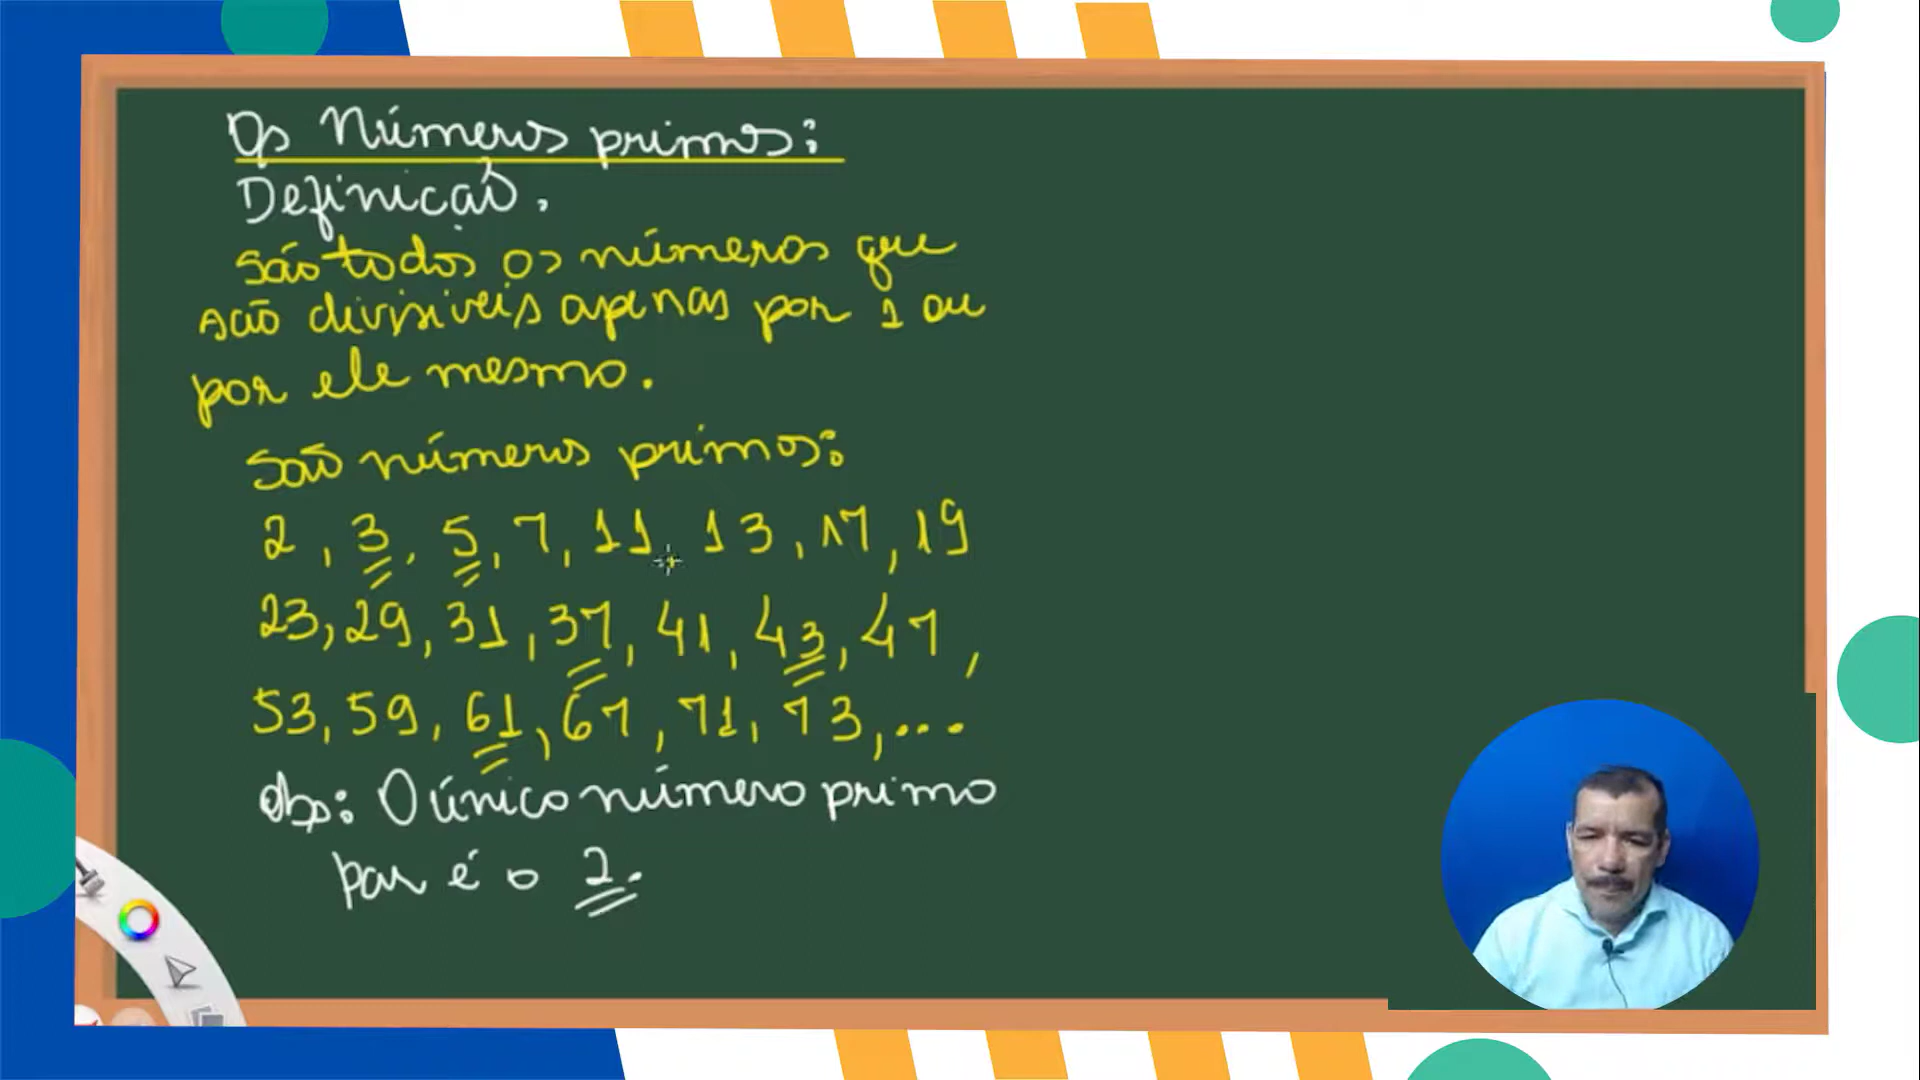 Os Números primos:
Definição.
são todos os números que
são divisíveis apenas por 1 ou
por ele mesmo.
São números primos:
2, 3, 5, 7, 11, 13, 17, 19
23, 29, 31, 37, 41, 43, 47,
53, 59, 61, 67, 71, 73, ...
obs: O único número primo
par é o 2.